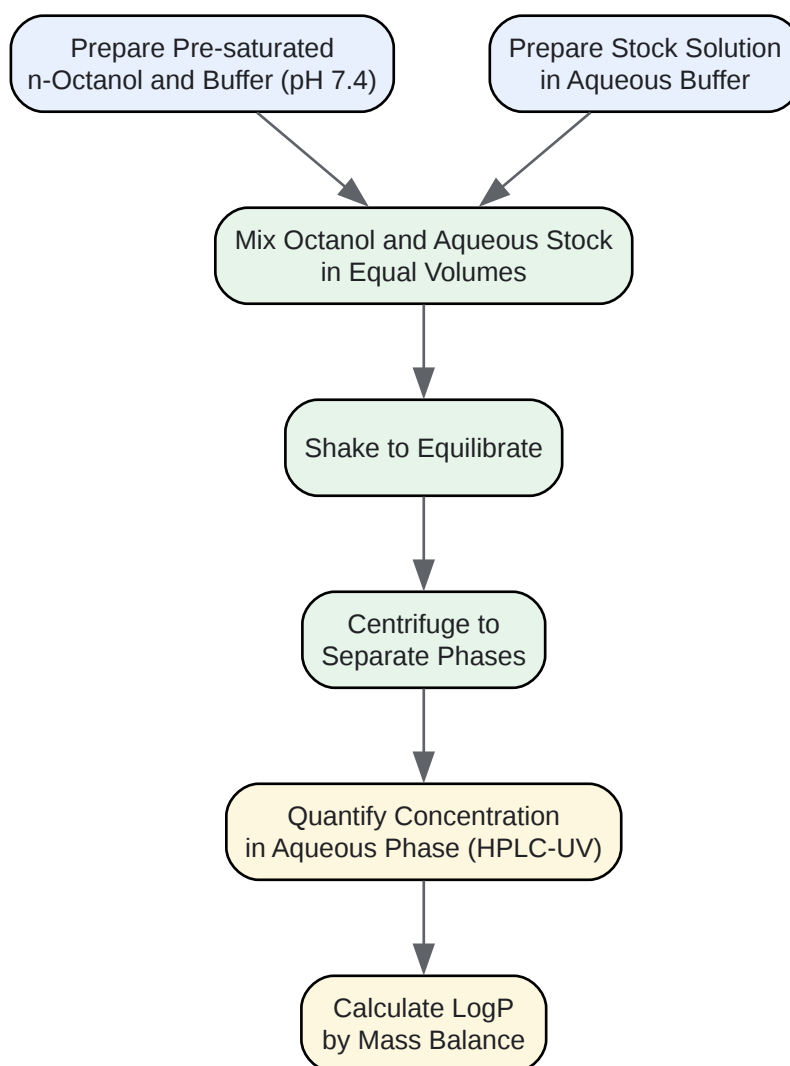 Prepare Pre-saturated
n-Octanol and Buffer (pH 7.4)
Prepare Stock Solution
in Aqueous Buffer
Mix Octanol and Aqueous Stock
in Equal Volumes
Shake to Equilibrate
Centrifuge to
Separate Phases
Quantify Concentration
in Aqueous Phase (HPLC-UV)
Calculate LogP
by Mass Balance